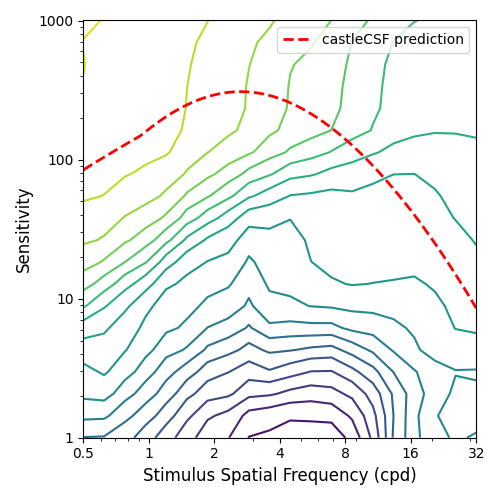 castleCSF prediction
1000
100
10
1
Sensitivity
0.5 1 2 4 8 16 32
Stimulus Spatial Frequency (cpd)